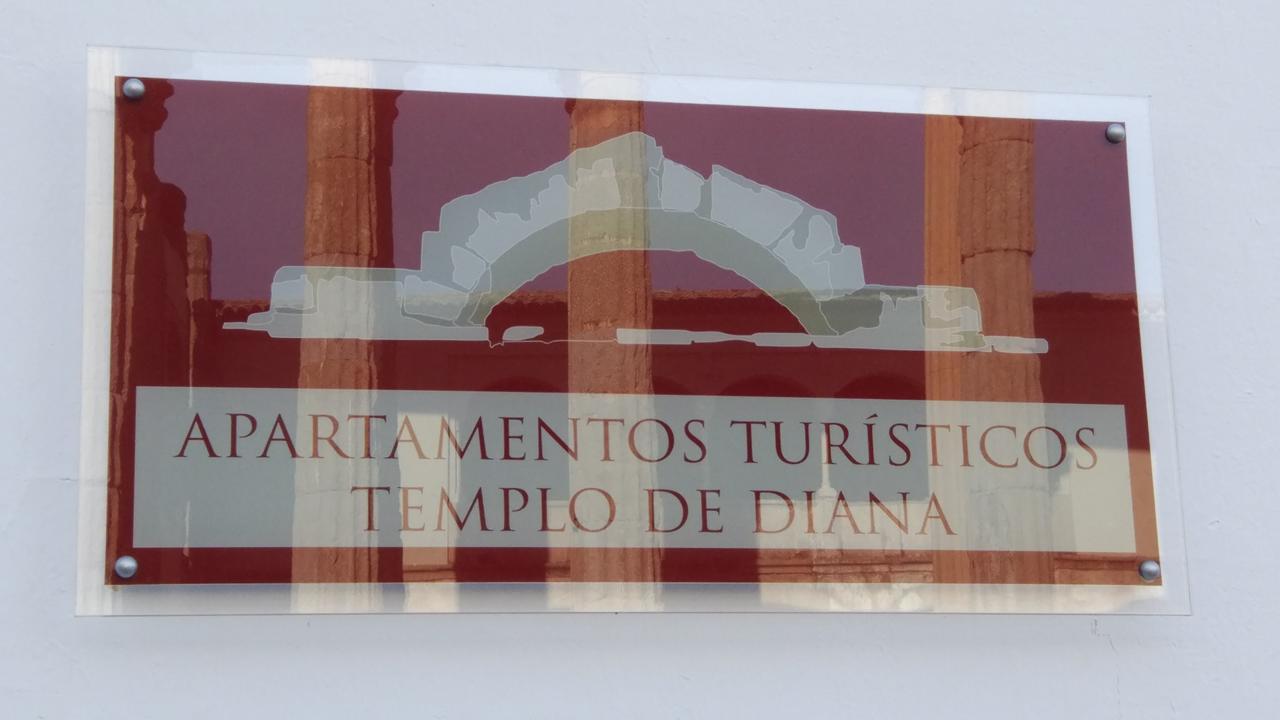 APARTAMENTOS TURÍSTICOS
TEMPLO DE DIANA